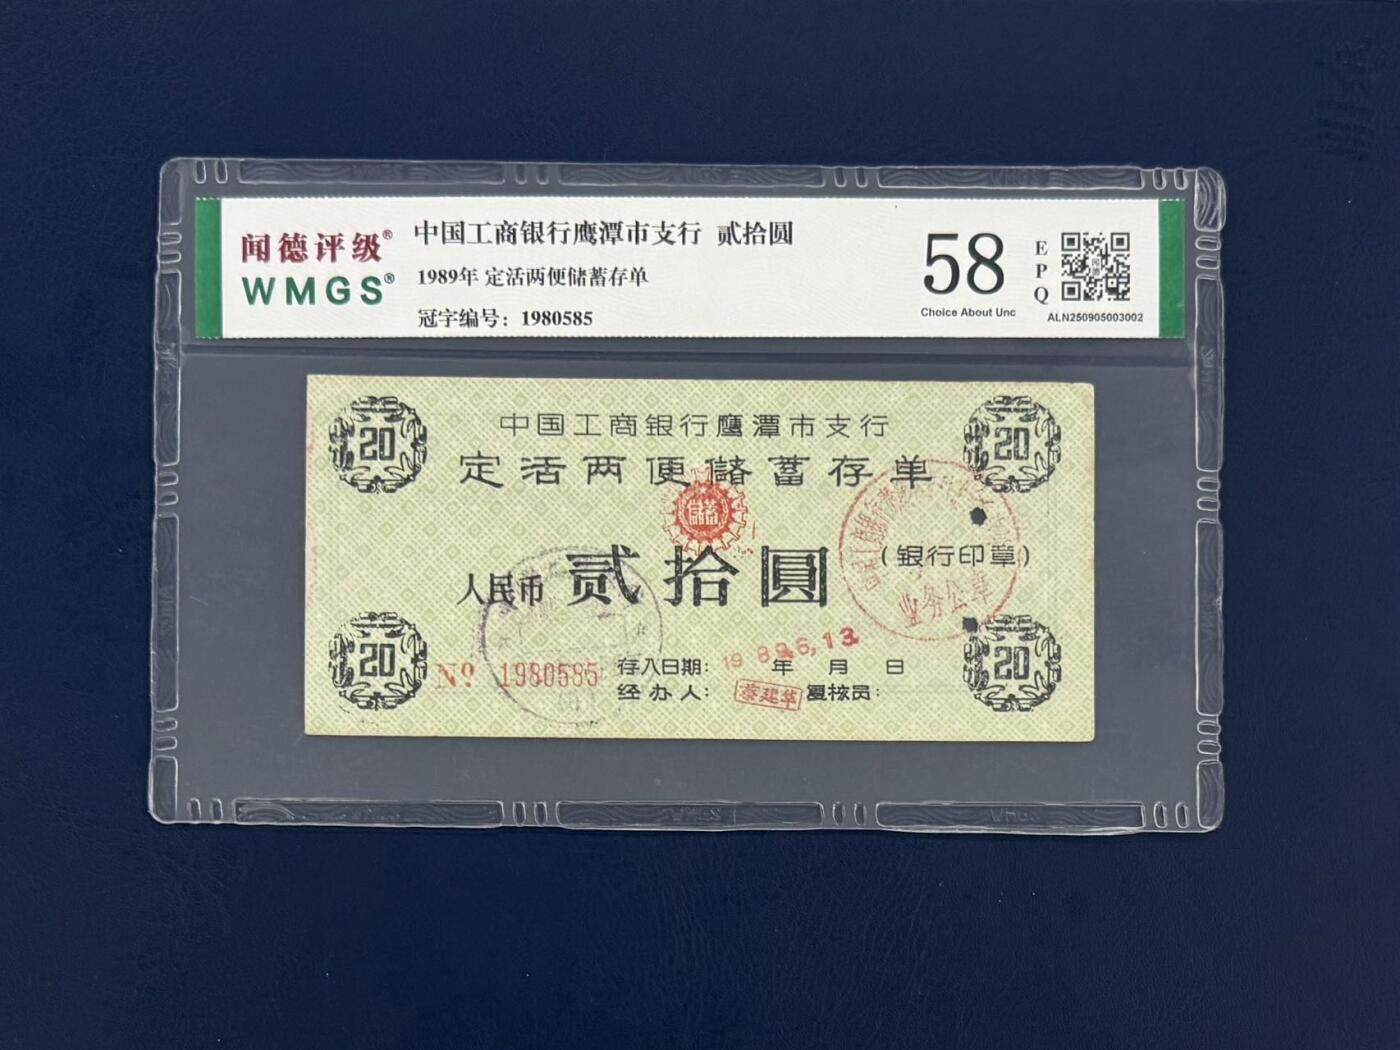 闻德评级®
WMGS®
中国工商银行鹰潭市支行 贰拾圆
1989年 定活两便储蓄存单
冠字编号：1980585
58
Choice About Unc
EPQ
ALN250905003002
20
20
中国工商银行鹰潭市支行
定活两便儲蓄存单
儲蓄
人民币 贰拾圓
(银行印章)
业务公章
20
20
№ 1980585
存入日期: 年 月 日
1989.6.13
经办人: 复核员:
WMGS